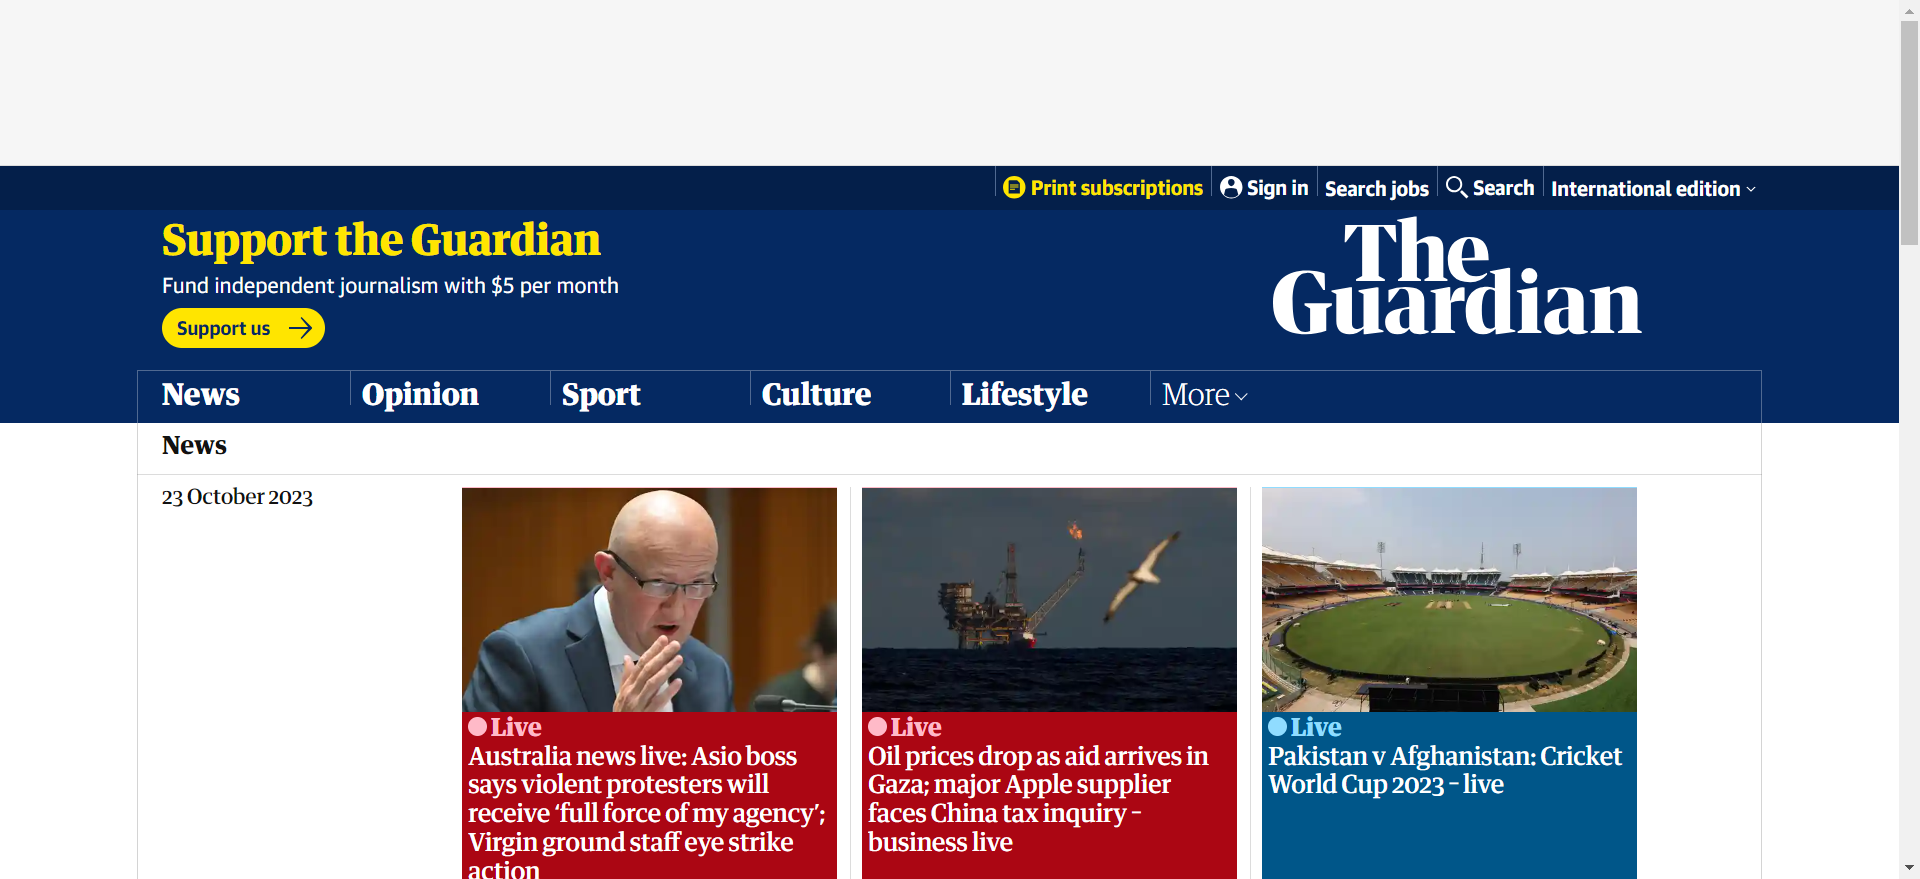 Print subscriptions
Sign in
Search jobs
Search
International edition
Support the Guardian
Fund independent journalism with $5 per month
Support us
The
Guardian
News
Opinion
Sport
Culture
Lifestyle
More
News
23 October 2023
Live
Australia news live: Asio boss
says violent protesters will
receive ‘full force of my agency’;
Virgin ground staff eye strike
action
Live
Oil prices drop as aid arrives in
Gaza; major Apple supplier
faces China tax inquiry –
business live
Live
Pakistan v Afghanistan: Cricket
World Cup 2023 – live